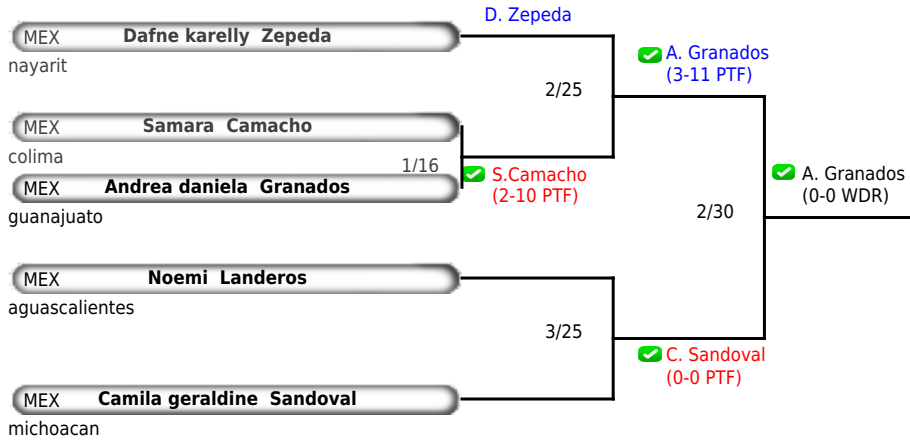 D. Zepeda
MEX Dafne karelly Zepeda
nayarit
A. Granados
(3-11 PTF)
2/25
MEX Samara Camacho
colima
1/16
S.Camacho
(2-10 PTF)
MEX Andrea daniela Granados
guanajuato
A. Granados
(0-0 WDR)
2/30
MEX Noemi Landeros
aguascalientes
3/25
C. Sandoval
(0-0 PTF)
MEX Camila geraldine Sandoval
michoacan